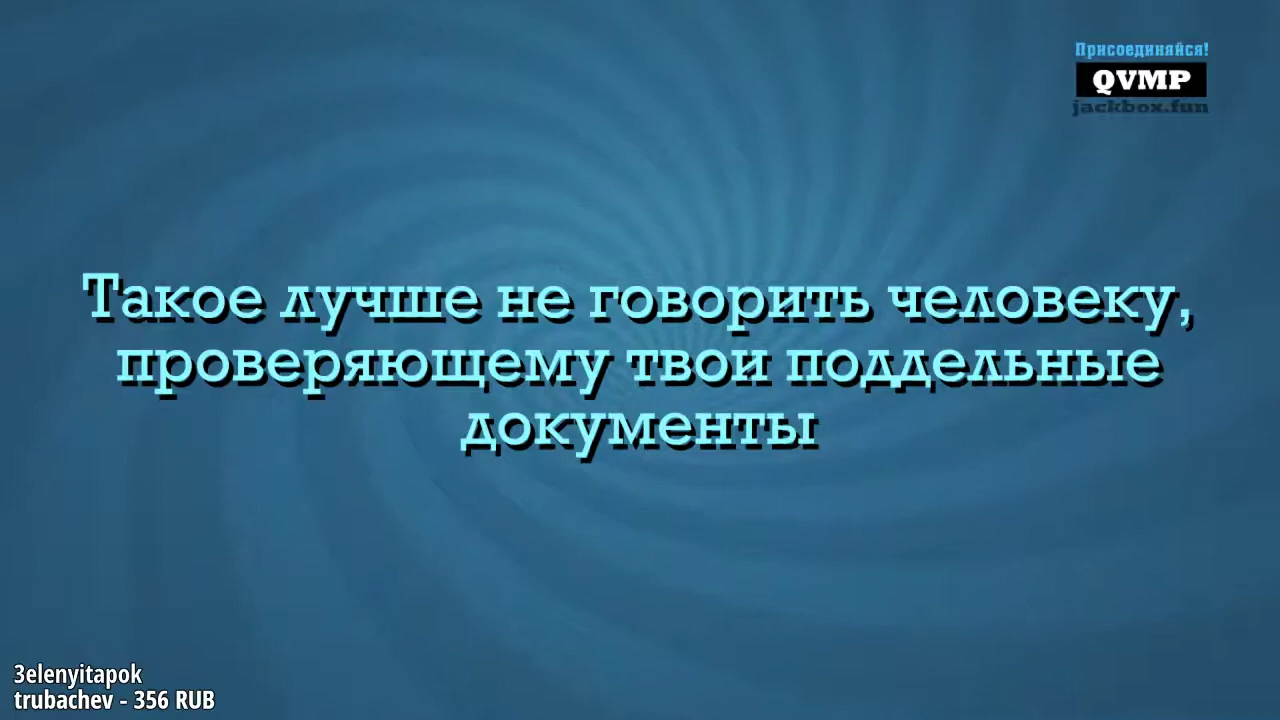 Присоединяйся!
QVMP
jackbox.fun
Такое лучше не говорить человеку,
проверяющему твои поддельные
документы
3elenyitapok
trubachev - 356 RUB